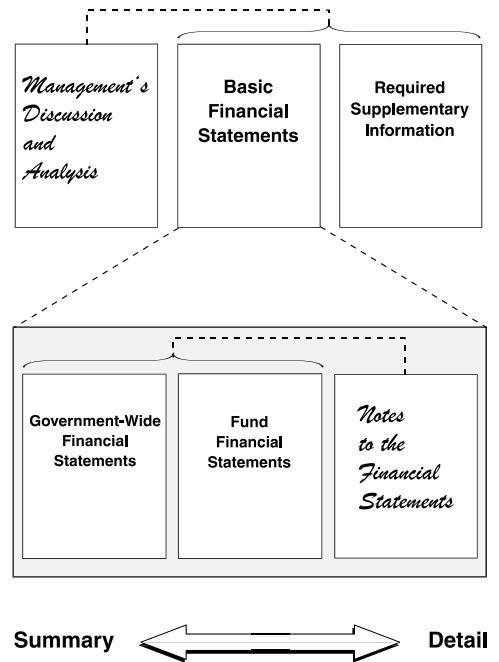 Management's
Discussion
and
Analysis
Basic
Financial
Statements
Required
Supplementary
Information
Government-Wide
Financial
Statements
Fund
Financial
Statements
Notes
to the
Financial
Statements
Summary
Detail